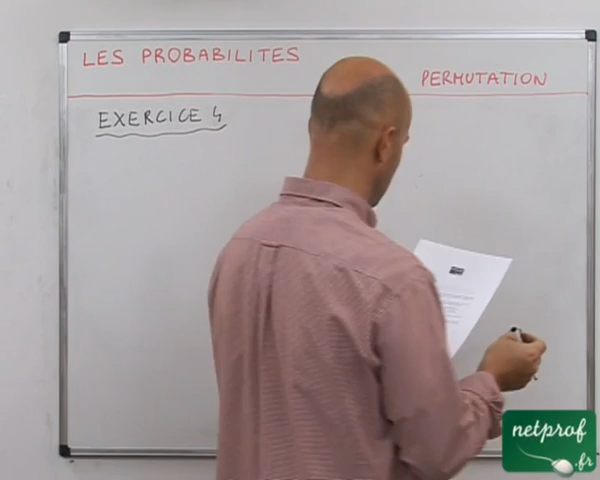 LES PROBABILITES
PERMUTATION
EXERCICE 4
netprof
.fr